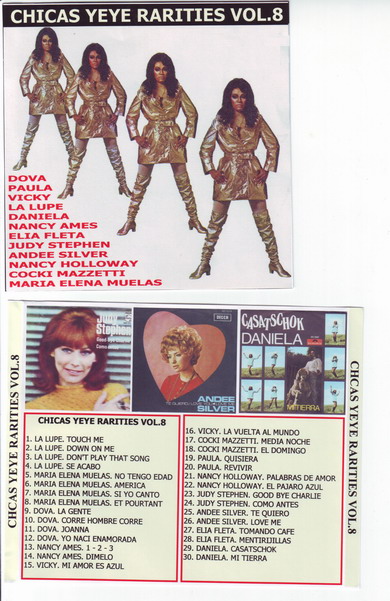 CHICAS YEYE RARITIES VOL.8
DOVA
PAULA
VICKY
LA LUPE
DANIELA
NANCY AMES
ELIA FLETA
JUDY STEPHEN
ANDEE SILVER
NANCY HOLLOWAY
COCKI MAZZETTI
MARIA ELENA MUELAS
CHCAS YEYE RARITIES VOL.8
Judy
Stephen
Good Bye Charlie
Como antes
DECCA
ANDEE
SILVER
CASATSCHOK
DANIELA
MI TIERRA
CHCAS YEYE RARITIES VOL.8
CHICAS YEYE RARITIES VOL.8
1. LA LUPE. TOUCH ME
2. LA LUPE. DOWN ON ME
3. LA LUPE. DON'T PLAY THAT SONG
4. LA LUPE. SE ACABO
5. MARIA ELENA MUELAS. NO TENGO EDAD
6. MARIA ELENA MUELAS. AMERICA
7. MARIA ELENA MUELAS. SI YO CANTO
8. MARIA ELENA MUELAS. ET POURTANT
9. DOVA. LA GENTE
10. DOVA. CORRE HOMBRE CORRE
11. DOVA. JOANNA
12. DOVA. YO NACI ENAMORADA
13. NANCY AMES. 1 - 2 - 3
14. NANCY AMES. DIMELO
15. VICKY. MI AMOR ES AZUL
16. VICKY. LA VUELTA AL MUNDO
17. COCKI MAZZETTI. MEDIA NOCHE
18. COCKI MAZZETTI. EL DOMINGO
19. PAULA. QUISIERA
20. PAULA. REVIVIR
21. NANCY HOLLOWAY. PALABRAS DE AMOR
22. NANCY HOLLOWAY. EL PAJARO AZUL
23. JUDY STEPHEN. GOOD BYE CHARLIE
24. JUDY STEPHEN. COMO ANTES
25. ANDEE SILVER. TE QUIERO
26. ANDEE SILVER. LOVE ME
27. ELIA FLETA. TOMANDO CAFE
28. ELIA FLETA. MENTIRIJILLAS
29. DANIELA. CASATSCHOK
30. DANIELA. MI TIERRA